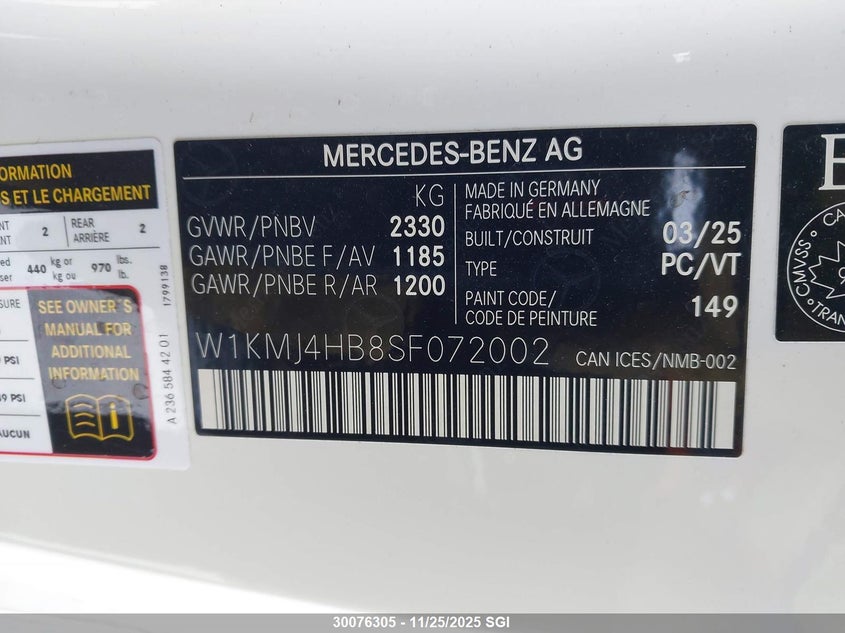 FORMATION
S ET LE CHARGEMENT
2
REAR
ARRIÈRE
2
440
kg or
kg ou
970
lbs.
lb.
SEE OWNER'S
MANUAL FOR
ADDITIONAL
INFORMATION
PSI
PSI
AUCUN
A 236 584 42 01
1799138
MERCEDES-BENZ AG
KG
GVWR/PNBV 2330
GAWR/PNBE F/AV 1185
GAWR/PNBE R/AR 1200
MADE IN GERMANY
FABRIQUÉ EN ALLEMAGNE
BUILT/CONSTRUIT 03/25
TYPE PC/VT
PAINT CODE/
CODE DE PEINTURE 149
W1KMJ4HB8SF072002
CAN ICES/NMB-002
CMVSS
TRAN
30076305 - 11/25/2025 SGI